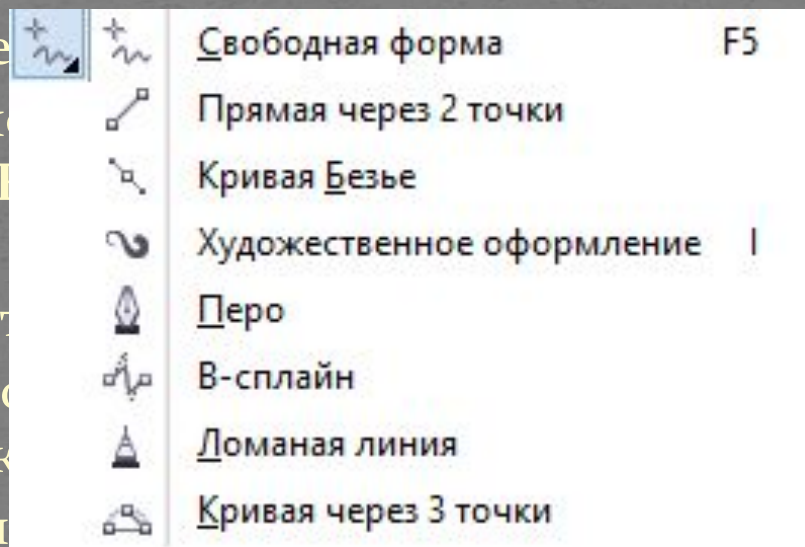 Свободная форма F5
Прямая через 2 точки
Кривая Безье
Художественное оформление I
Перо
В-сплайн
Ломаная линия
Кривая через 3 точки